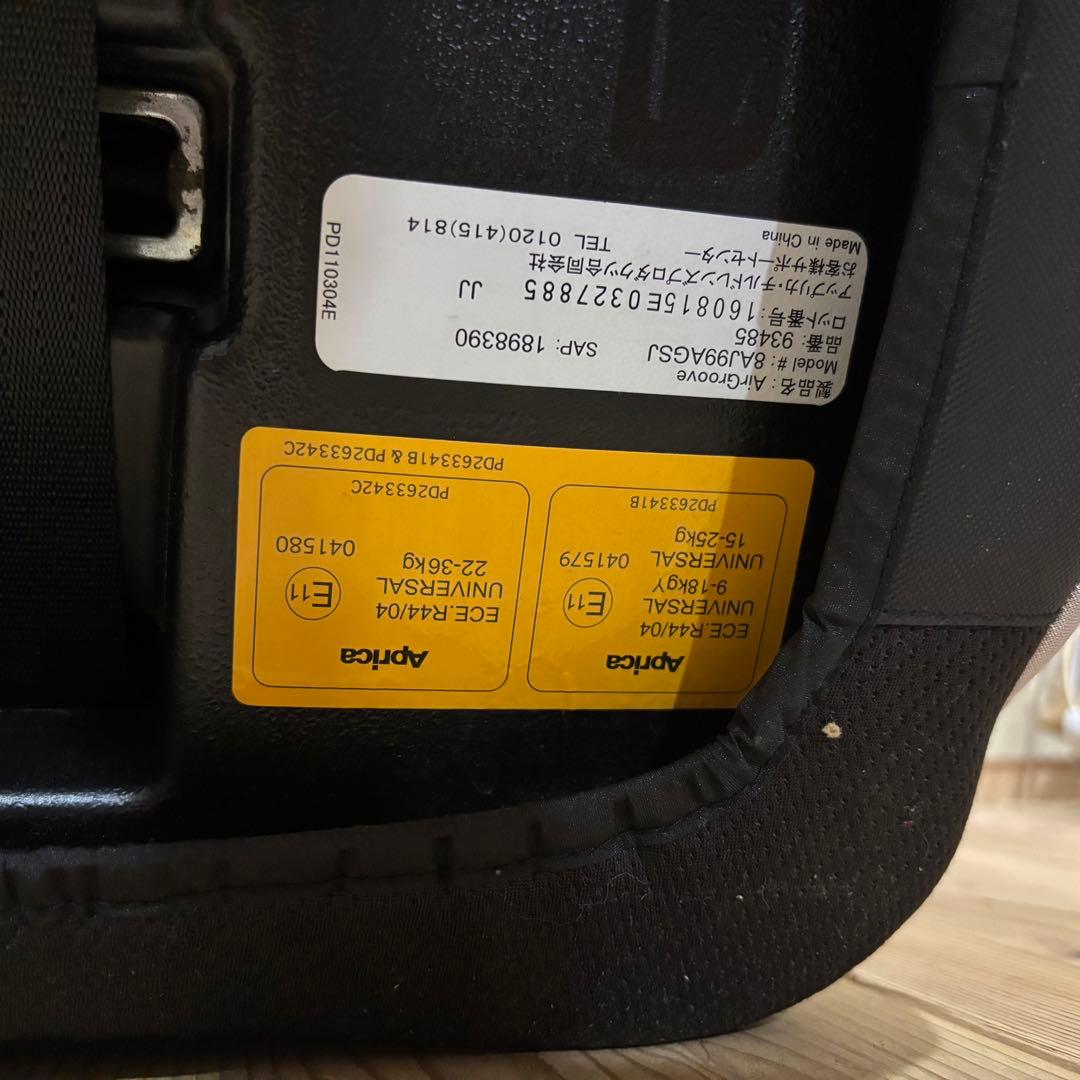 製品名 : AirGroove
Model # : 8AJ99AGSJ SAP: 1898390
品番: 93485
ロット番号: 160815E0327885 JJ
アップリカ・チルドレンズプロダクツ合同会社
お客様サポートセンター TEL 0120(415)814
Made in China
PD110304E
Aprica
ECE.R44/04
UNIVERSAL
9-18kgY
UNIVERSAL
15-25kg
E11
041579
PD263341B
Aprica
ECE.R44/04
UNIVERSAL
22-36kg
E11
041580
PD263342C
PD263341B & PD263342C